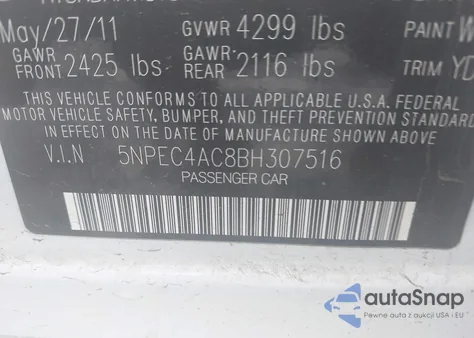 May/27/11 GVWR 4299 lbs PAINT W
GAWR FRONT 2425 lbs GAWR: REAR 2116 lbs TRIM YD
THIS VEHICLE CONFORMS TO ALL APPLICABLE U.S.A. FEDERAL
MOTOR VEHICLE SAFETY, BUMPER, AND THEFT PREVENTION
STANDARDS IN EFFECT ON THE DATE OF MANUFACTURE SHOWN ABOVE.
V.I.N 5NPEC4AC8BH307516
PASSENGER CAR
autoSnap
Pewne auta z aukcji USA i EU